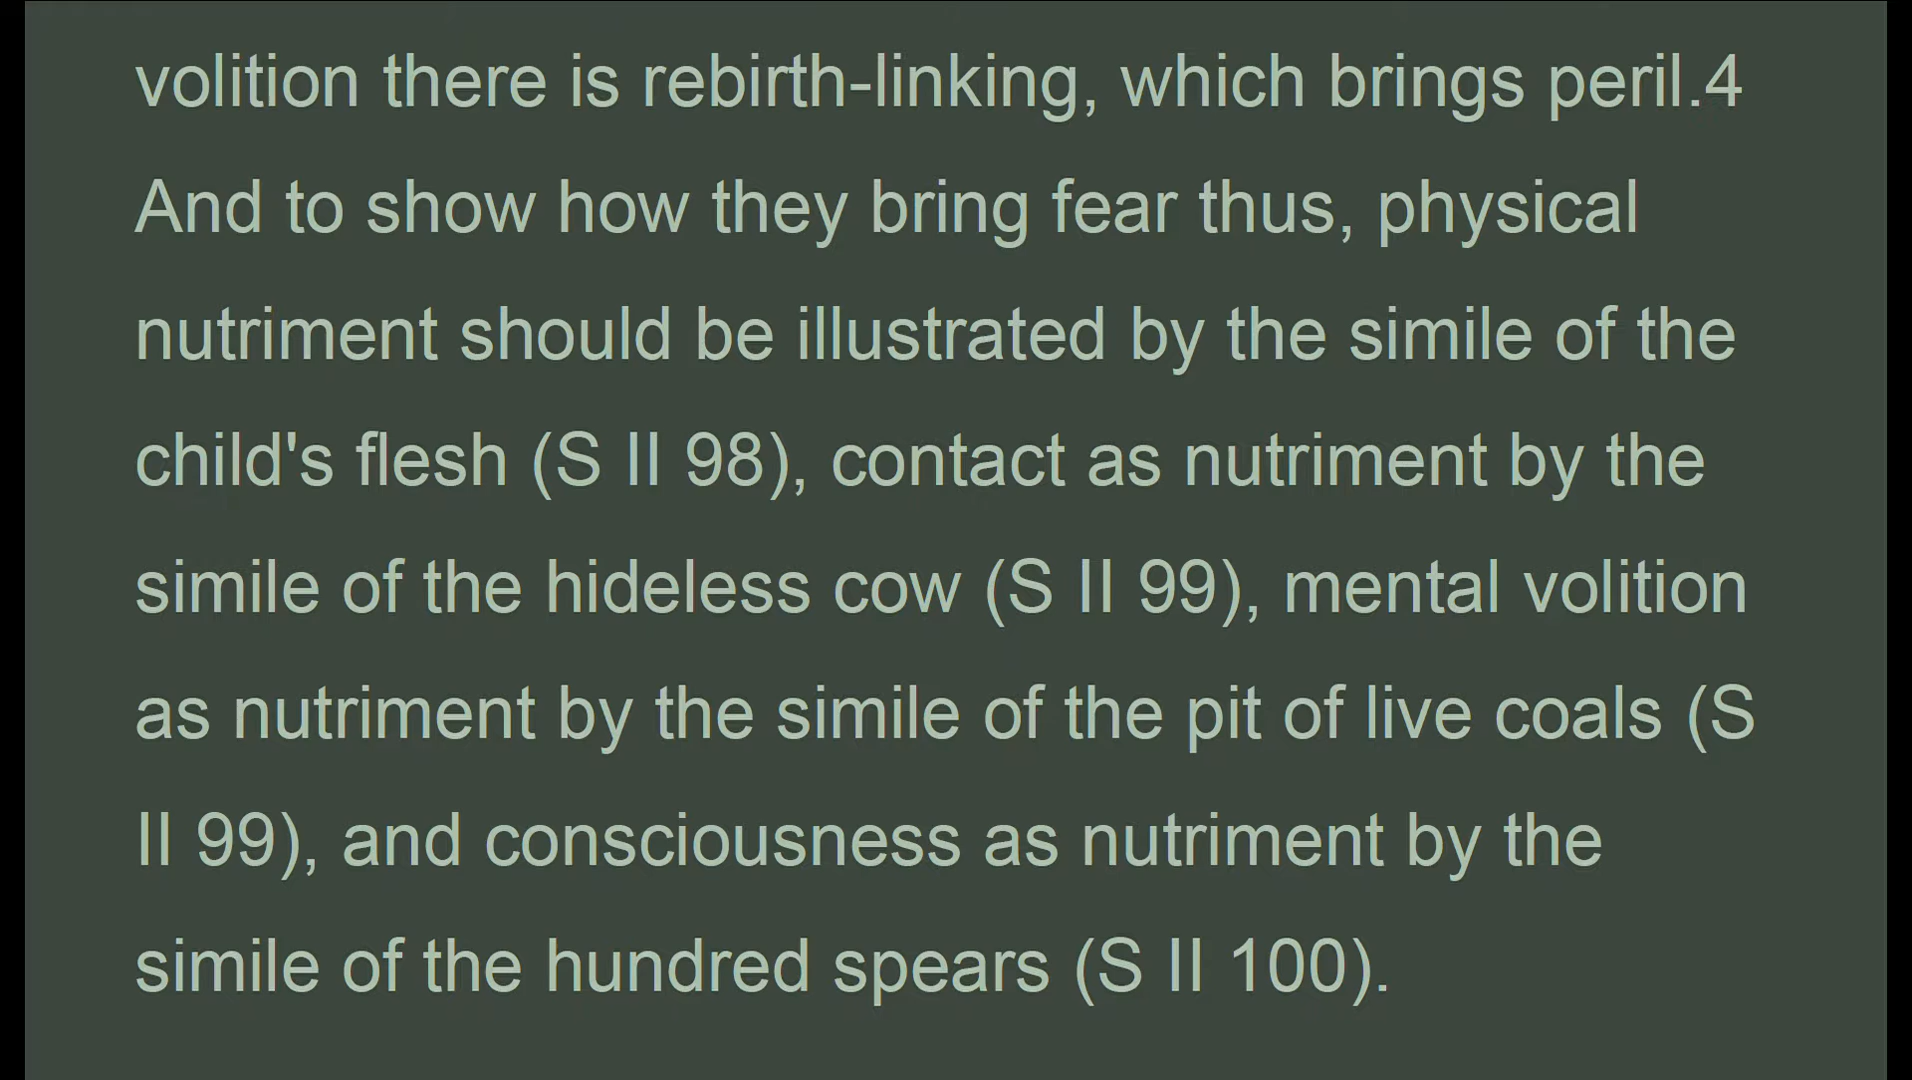 volition there is rebirth-linking, which brings peril.4
And to show how they bring fear thus, physical
nutriment should be illustrated by the simile of the
child's flesh (S II 98), contact as nutriment by the
simile of the hideless cow (S II 99), mental volition
as nutriment by the simile of the pit of live coals (S
II 99), and consciousness as nutriment by the
simile of the hundred spears (S II 100).